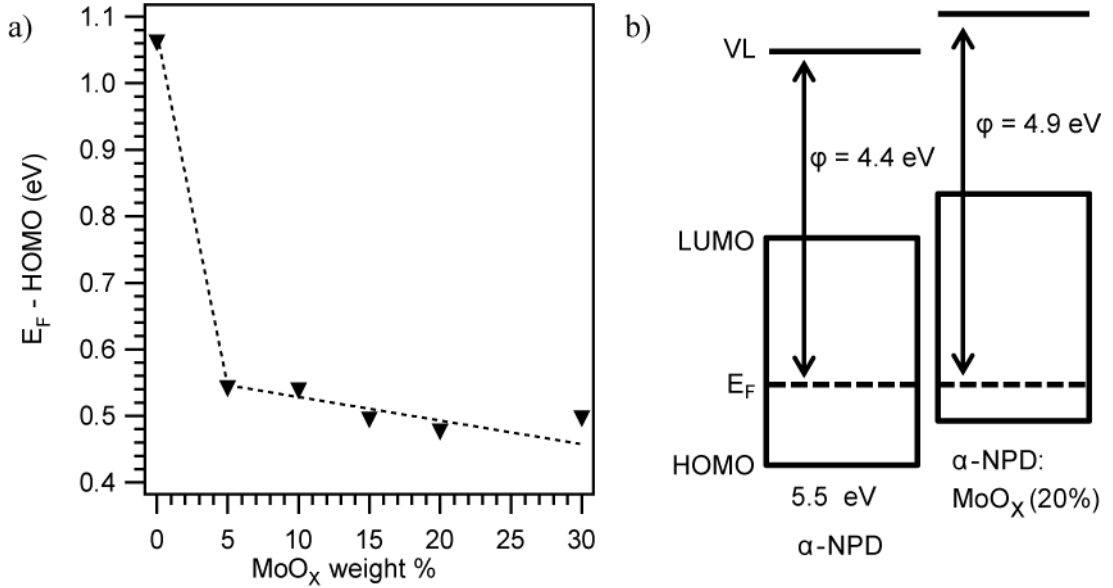 a)
E_F - HOMO (eV)
1.1
1.0
0.9
0.8
0.7
0.6
0.5
0.4
0 5 10 15 20 25 30
MoO_X weight %
b)
VL
φ = 4.4 eV
φ = 4.9 eV
LUMO
E_F
HOMO
5.5 eV
α-NPD
α-NPD:
MoO_X (20%)